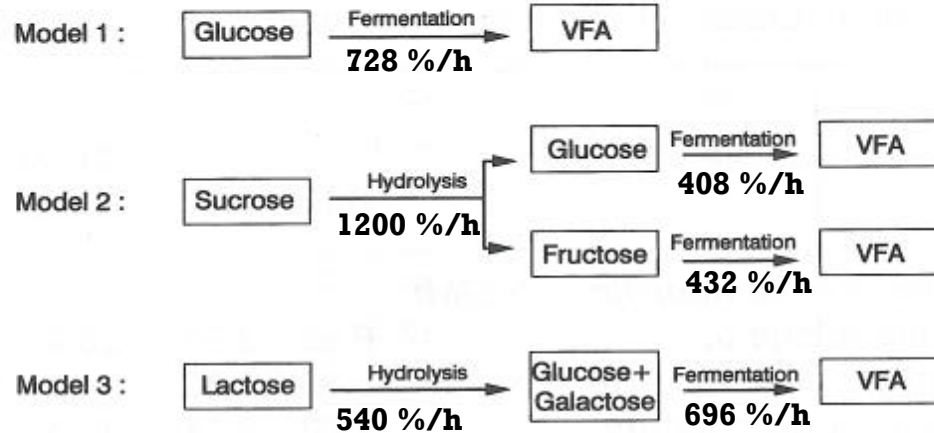 Model 1 : Glucose Fermentation 728 %/h VFA
Model 2 : Sucrose Hydrolysis 1200 %/h
Glucose Fermentation 408 %/h VFA
Fructose Fermentation 432 %/h VFA
Model 3 : Lactose Hydrolysis 540 %/h Glucose+ Galactose Fermentation 696 %/h VFA